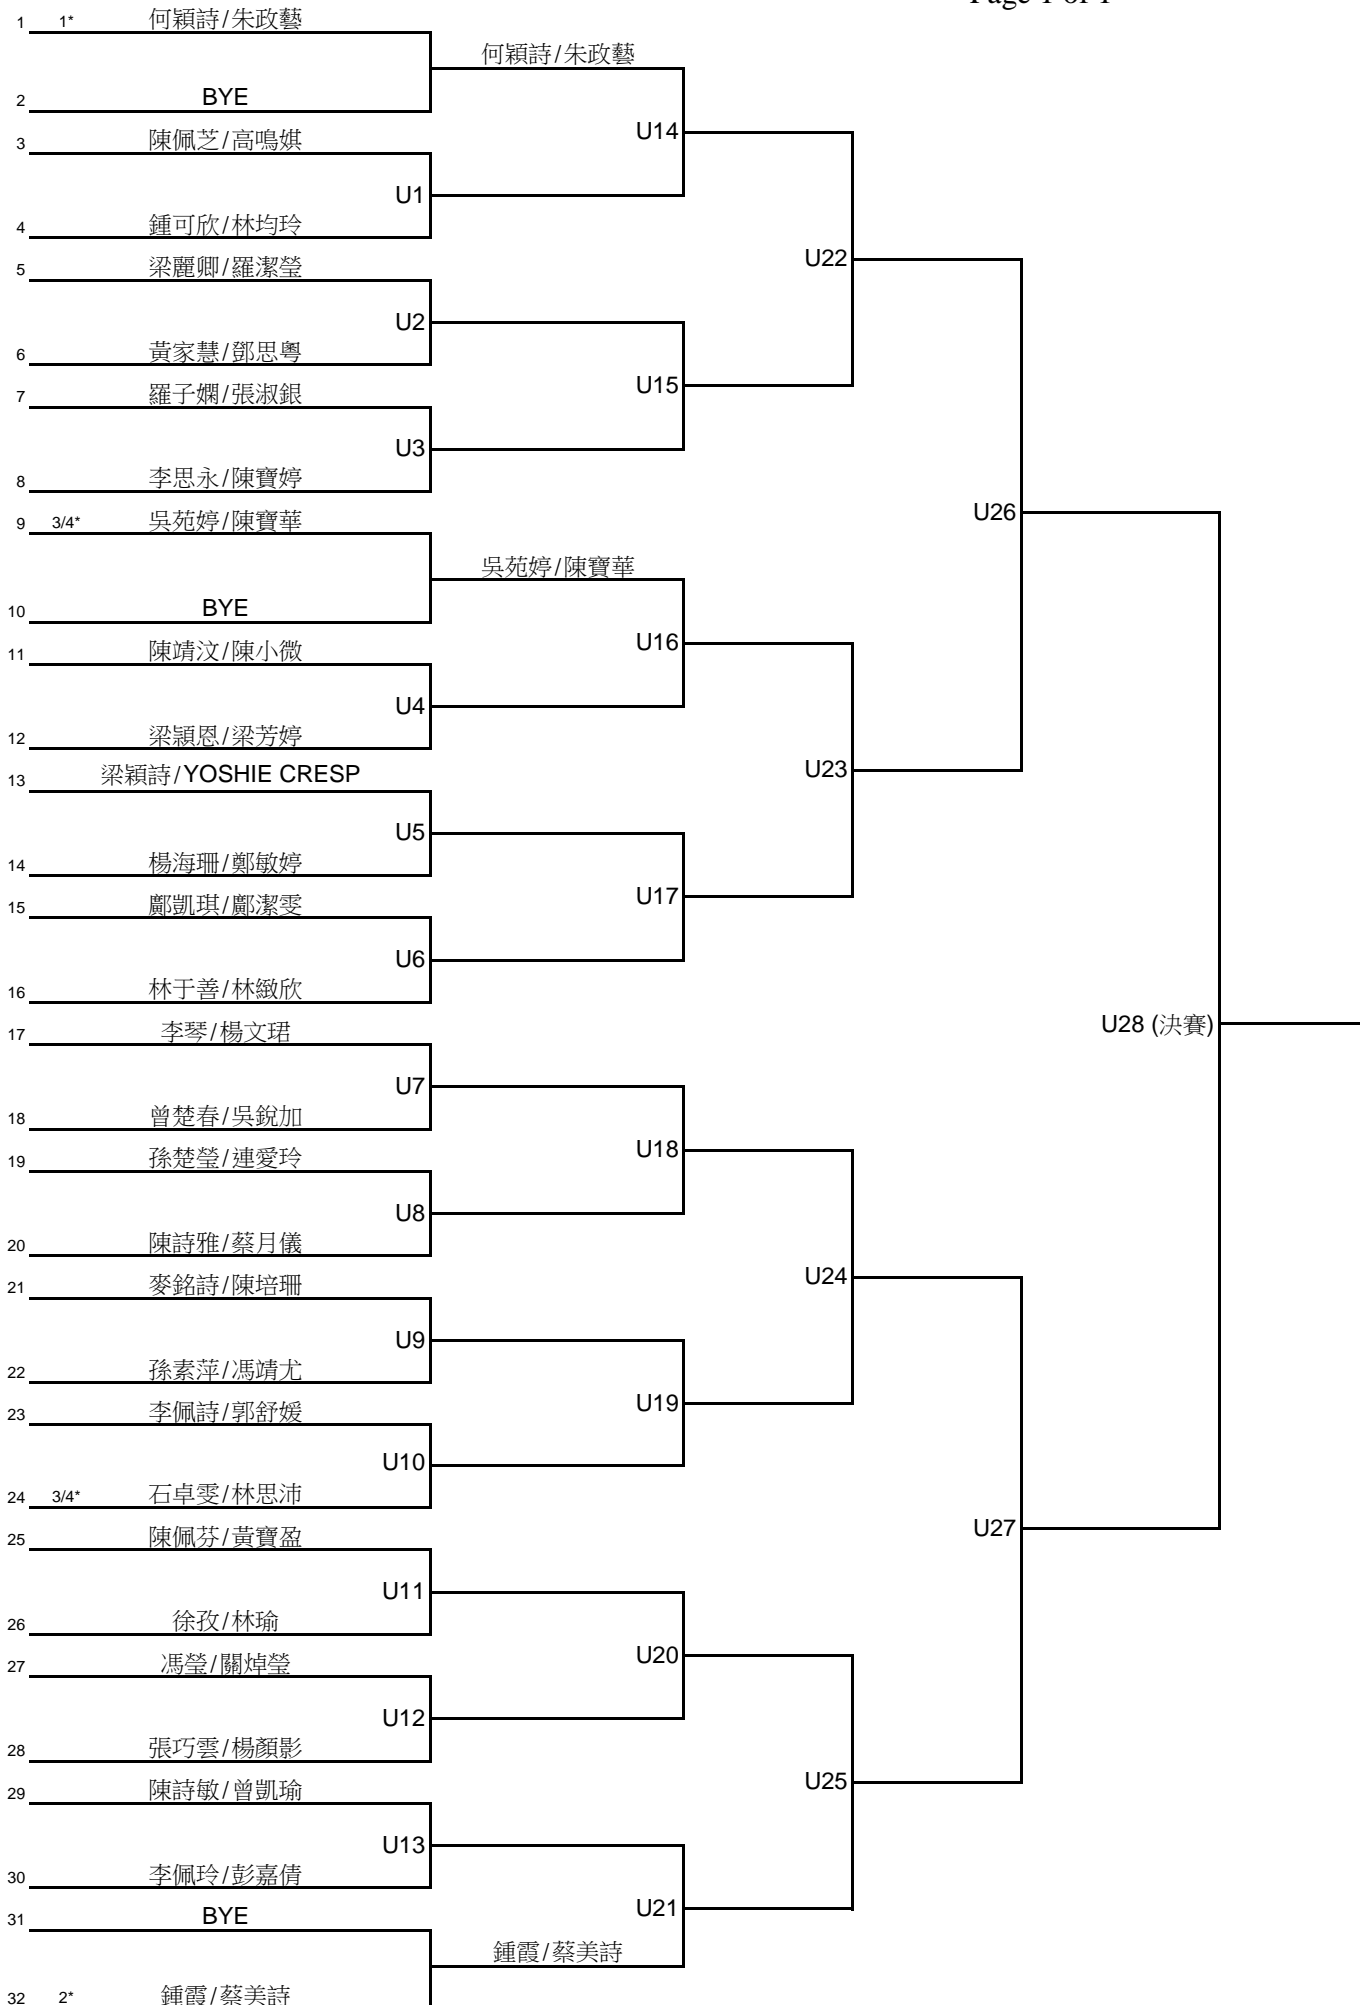 Page 1 of 1
1 1* 何穎詩/朱政藝
何穎詩/朱政藝
2 BYE
U14
3 陳佩芝/高鳴娸
U1
4 鍾可欣/林均玲
U22
5 梁麗卿/羅潔瑩
U2
6 黃家慧/鄧思粵
U15
7 羅子嫻/張淑銀
U3
8 李思永/陳寶婷
U26
9 3/4* 吳苑婷/陳寶華
吳苑婷/陳寶華
10 BYE
U16
11 陳靖汶/陳小微
U4
12 梁頴恩/梁芳婷
U23
13 梁穎詩/YOSHIE CRESP
U5
14 楊海珊/鄭敏婷
U17
15 鄺凱琪/鄺潔雯
U6
16 林于善/林緻欣
U28 (決賽)
17 李琴/楊文珺
U7
18 曾楚春/吳銳加
U18
19 孫楚瑩/連愛玲
U8
20 陳詩雅/蔡月儀
U24
21 麥銘詩/陳培珊
U9
22 孫素萍/馮靖尤
U19
23 李佩詩/郭舒媛
U10
24 3/4* 石卓雯/林思沛
U27
25 陳佩芬/黃寶盈
U11
26 徐孜/林瑜
U20
27 馮瑩/關焯瑩
U12
28 張巧雲/楊顏影
U25
29 陳詩敏/曾凱瑜
U13
30 李佩玲/彭嘉倩
U21
31 BYE
鍾霞/蔡美詩
32 2* 鍾霞/蔡美詩